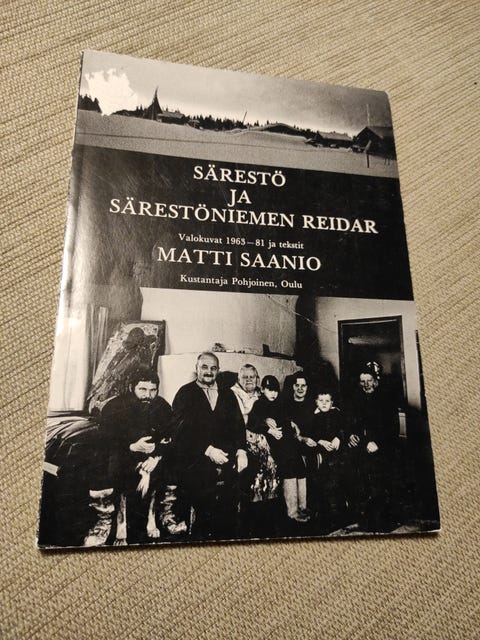 SÄRESTÖ
JA
SÄRESTÖNIEMEN REIDAR
Valokuvat 1963—81 ja tekstit
MATTI SAANIO
Kustantaja Pohjoinen, Oulu